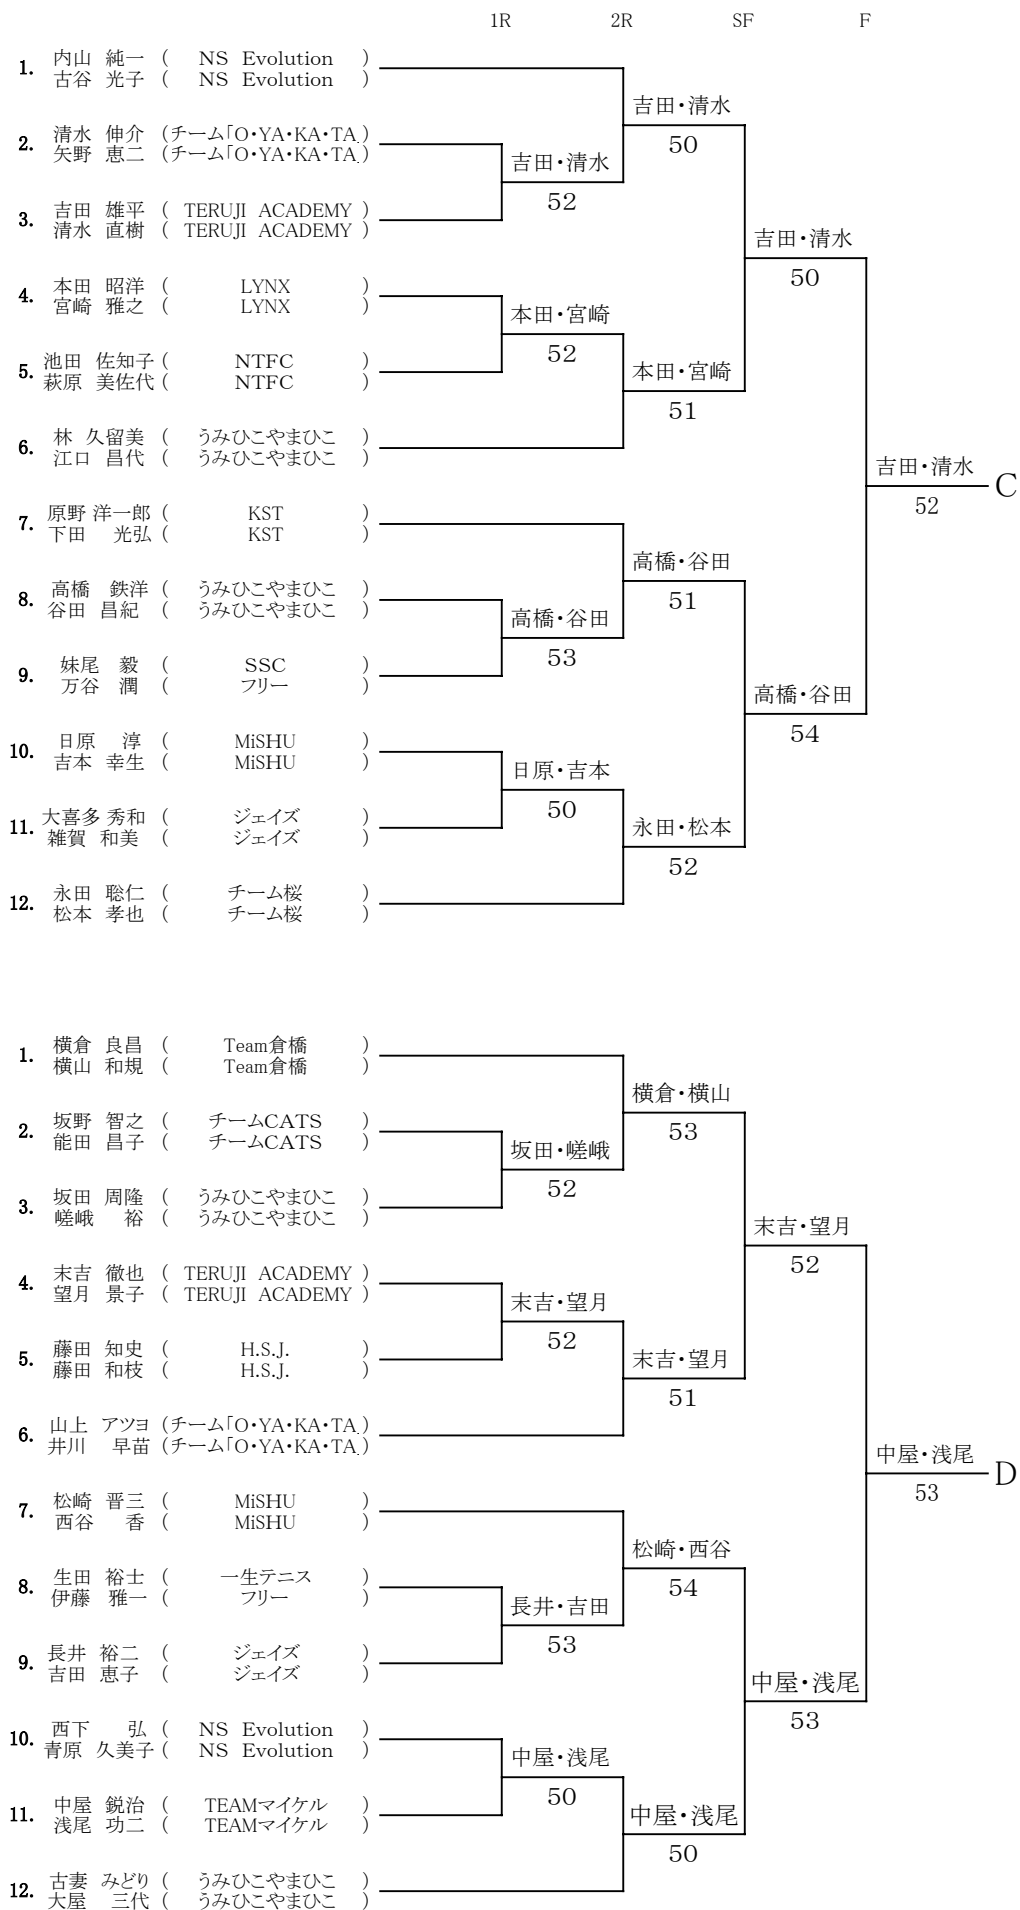 1R 2R SF F
1. 内山 純一 ( NS Evolution )
古谷 光子 ( NS Evolution )
吉田・清水
50
2. 清水 伸介 (チーム「O・YA・KA・TA )
矢野 恵二 (チーム「O・YA・KA・TA )
吉田・清水
52
3. 吉田 雄平 ( TERUJI ACADEMY )
清水 直樹 ( TERUJI ACADEMY )
吉田・清水
50
4. 本田 昭洋 ( LYNX )
宮崎 雅之 ( LYNX )
本田・宮崎
52
5. 池田 佐知子 ( NTFC )
萩原 美佐代 ( NTFC )
本田・宮崎
51
6. 林 久留美 ( うみひこやまひこ )
江口 昌代 ( うみひこやまひこ )
吉田・清水
C
52
7. 原野 洋一郎 ( KST )
下田 光弘 ( KST )
高橋・谷田
51
8. 高橋 鉄洋 ( うみひこやまひこ )
谷田 昌紀 ( うみひこやまひこ )
高橋・谷田
53
9. 妹尾 毅 ( SSC )
万谷 潤 ( フリー )
高橋・谷田
54
10. 日原 淳 ( MiSHU )
吉本 幸生 ( MiSHU )
日原・吉本
50
11. 大喜多 秀和 ( ジェイズ )
雑賀 和美 ( ジェイズ )
永田・松本
52
12. 永田 聡仁 ( チーム桜 )
松本 孝也 ( チーム桜 )
1. 横倉 良昌 ( Team倉橋 )
横山 和規 ( Team倉橋 )
横倉・横山
53
2. 坂野 智之 ( チームCATS )
能田 昌子 ( チームCATS )
坂田・嵯峨
52
3. 坂田 周隆 ( うみひこやまひこ )
嵯峨 裕 ( うみひこやまひこ )
末吉・望月
52
4. 末吉 徹也 ( TERUJI ACADEMY )
望月 景子 ( TERUJI ACADEMY )
末吉・望月
52
5. 藤田 知史 ( H.S.J. )
藤田 和枝 ( H.S.J. )
末吉・望月
51
6. 山上 アツヨ (チーム「O・YA・KA・TA )
井川 早苗 (チーム「O・YA・KA・TA )
中屋・浅尾
D
53
7. 松崎 晋三 ( MiSHU )
西谷 香 ( MiSHU )
松崎・西谷
54
8. 生田 裕士 ( 一生テニス )
伊藤 雅一 ( フリー )
長井・吉田
53
9. 長井 裕二 ( ジェイズ )
吉田 恵子 ( ジェイズ )
中屋・浅尾
53
10. 西下 弘 ( NS Evolution )
青原 久美子 ( NS Evolution )
中屋・浅尾
50
11. 中屋 鋭治 ( TEAMマイケル )
浅尾 功二 ( TEAMマイケル )
中屋・浅尾
50
12. 古妻 みどり ( うみひこやまひこ )
大屋 三代 ( うみひこやまひこ )